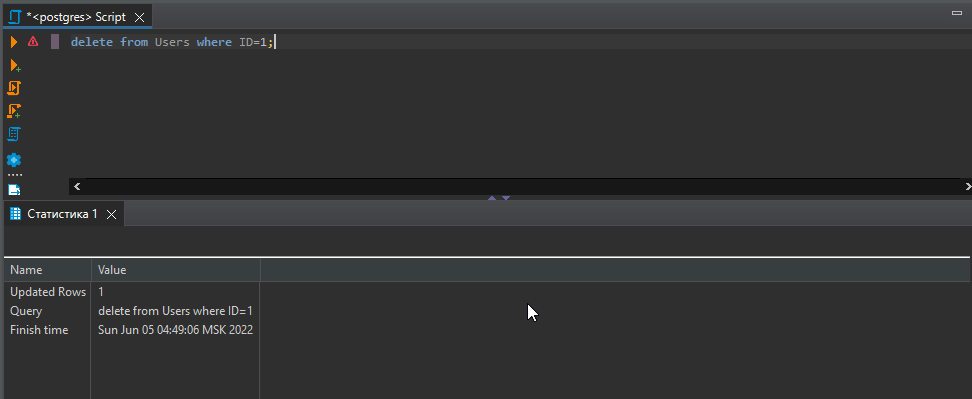 *<postgres> Script
delete from Users where ID=1;
Статистика 1
Name Value
Updated Rows 1
Query delete from Users where ID=1
Finish time Sun Jun 05 04:49:06 MSK 2022